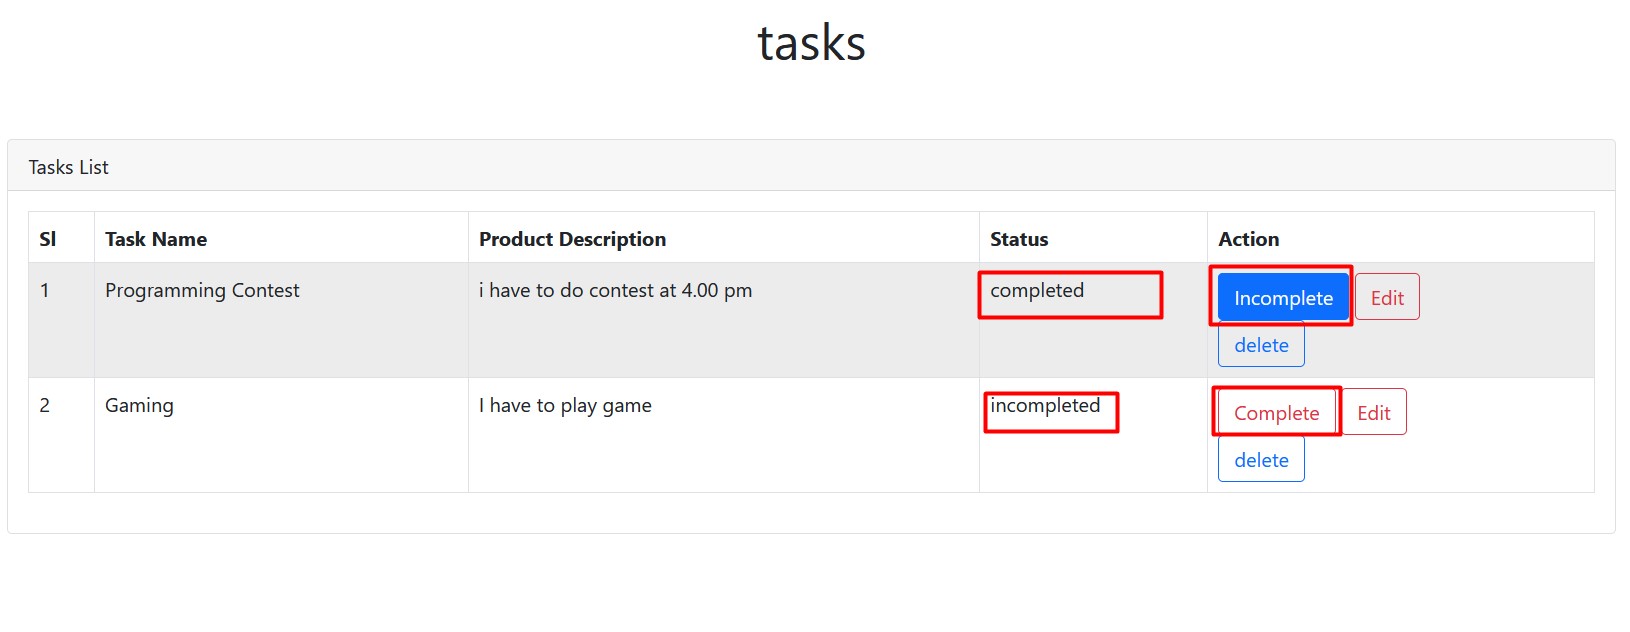 tasks
Tasks List
Sl Task Name Product Description Status Action
1 Programming Contest i have to do contest at 4.00 pm completed Incomplete Edit
delete
2 Gaming I have to play game incompleted Complete Edit
delete